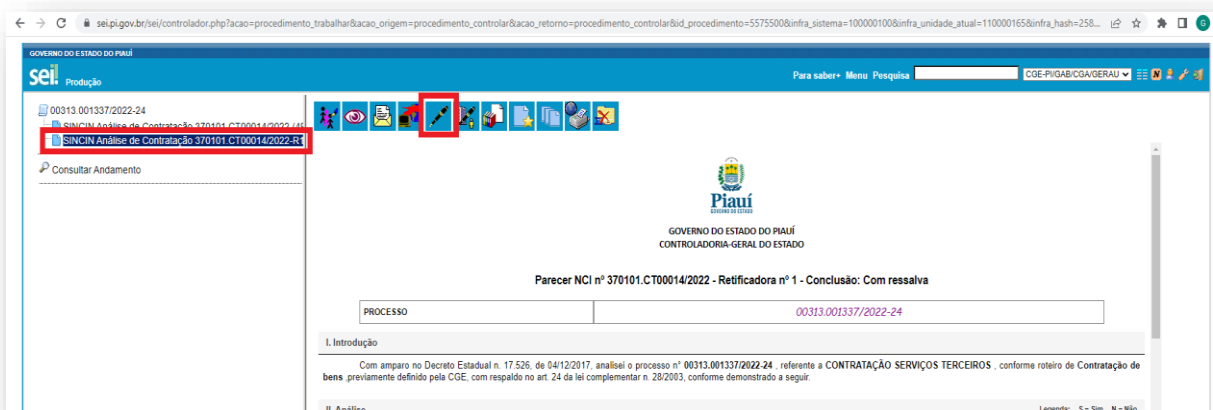 sei.pi.gov.br/sei/controlador.php?acao=procedimento_trabalhar&acao_origem=procedimento_controlar&acao_retorno=procedimento_controlar&id_procedimento=5575500&infra_sistema=100000100&infra_unidade_atual=110000165&infra_hash=258...
G
GOVERNO DO ESTADO DO PIAUÍ
sei! Produção
Para saber+ Menu Pesquisa
CGE-PI/GAB/CGA/GERAU
N
00313.001337/2022-24
SINCIN Análise de Contratação 370101.CT00014/2022
SINCIN Análise de Contratação 370101.CT00014/2022-R1
Consultar Andamento
Piauí
GOVERNO DO ESTADO
GOVERNO DO ESTADO DO PIAUÍ
CONTROLADORIA-GERAL DO ESTADO
Parecer NCI nº 370101.CT00014/2022 - Retificadora nº 1 - Conclusão: Com ressalva
PROCESSO
00313.001337/2022-24
I. Introdução
Com amparo no Decreto Estadual n. 17.526, de 04/12/2017, analisei o processo n° 00313.001337/2022-24 , referente a CONTRATAÇÃO SERVIÇOS TERCEIROS , conforme roteiro de Contratação de
bens ,previamente definido pela CGE, com respaldo no art. 24 da lei complementar n. 28/2003, conforme demonstrado a seguir.
II. Análise
Legenda: S = Sim N = Não